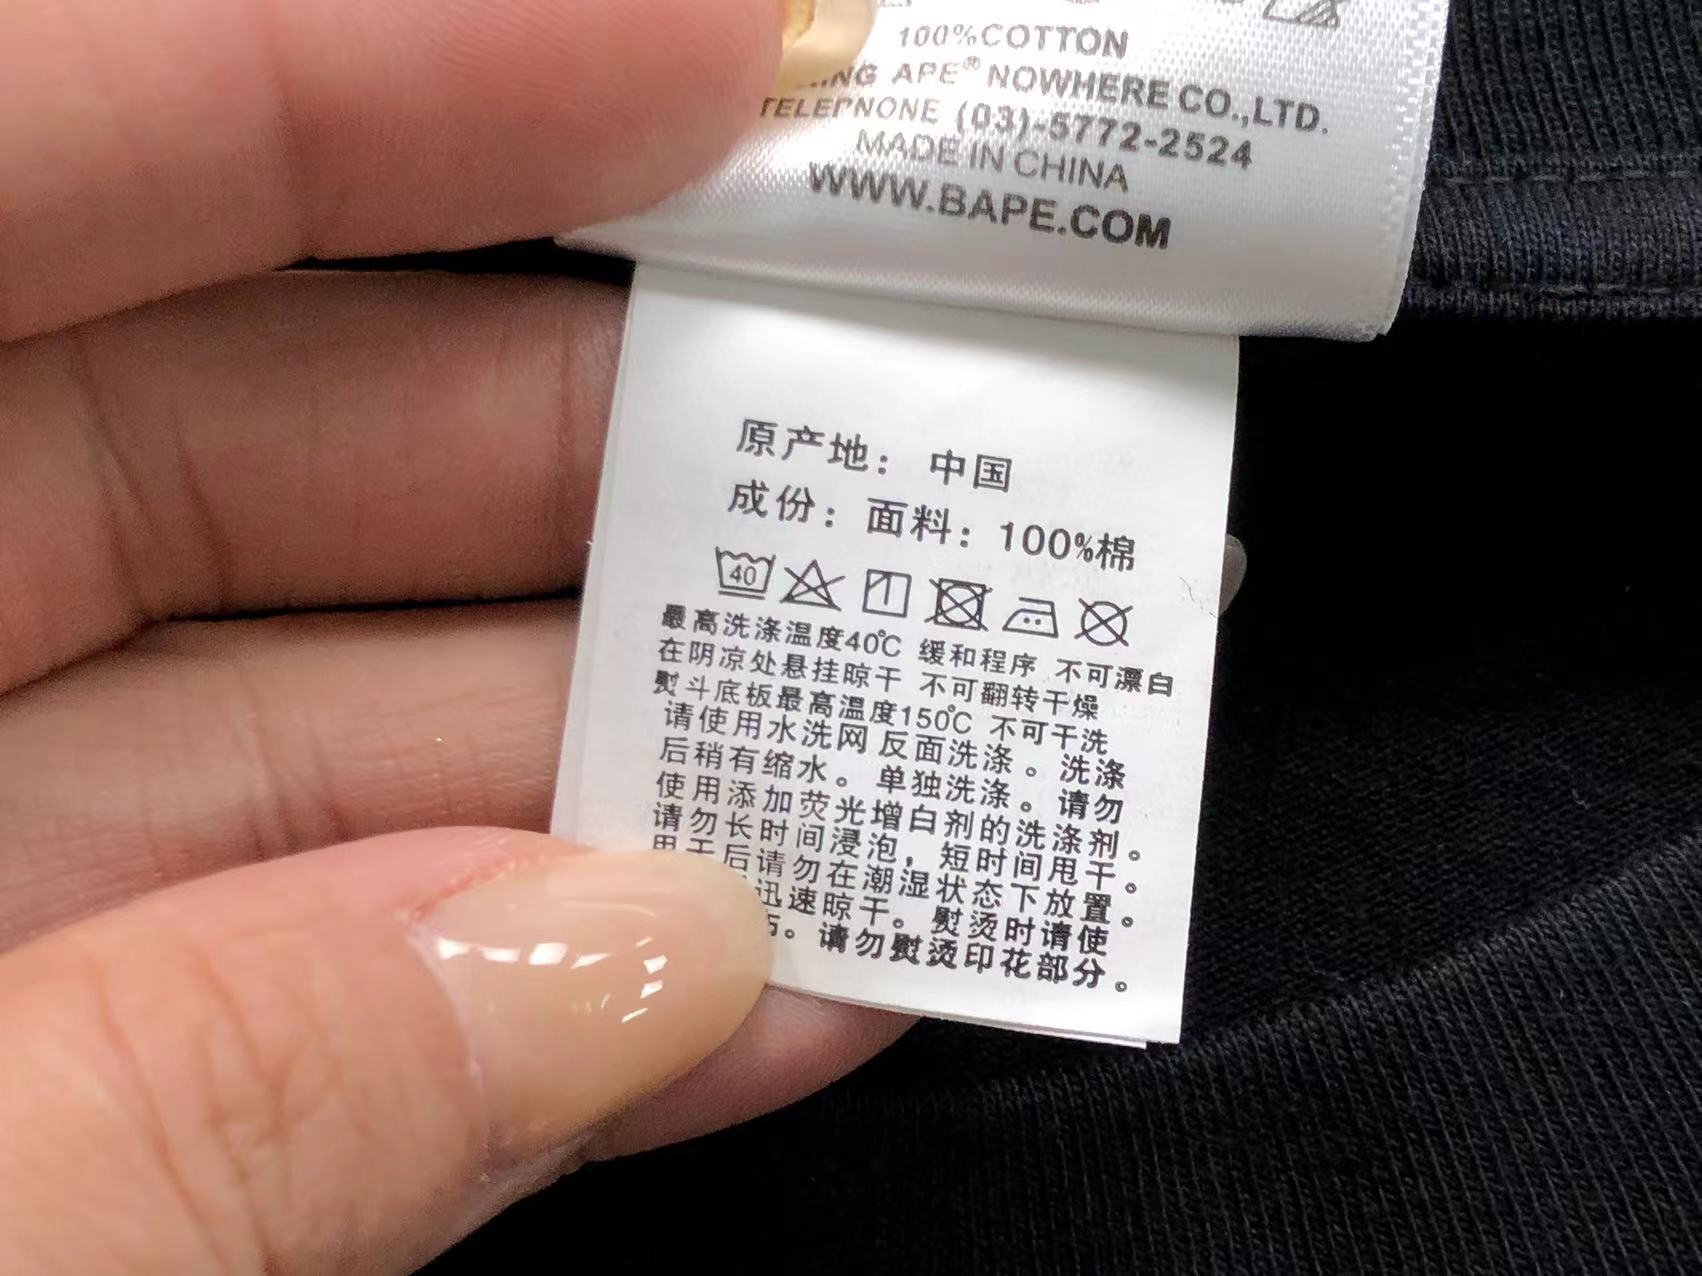 100%COTTON
APE® NOWHERE CO.,LTD.
TELEPHONE (03)-5772-2524
MADE IN CHINA
WWW.BAPE.COM
原产地：中国
成份：面料：100%棉
40
最高洗涤温度40℃ 缓和程序 不可漂白
在阴凉处悬挂晾干 不可翻转干燥
熨斗底板最高温度150℃ 不可干洗
请使用水洗网 反面洗涤。洗涤
后稍有缩水。单独洗涤。请勿
使用添加荧光增白剂的洗涤剂。
请勿长时间浸泡，短时间甩干。
甩干后请勿在潮湿状态下放置。
迅速晾干。熨烫时请使
。请勿熨烫印花部分。